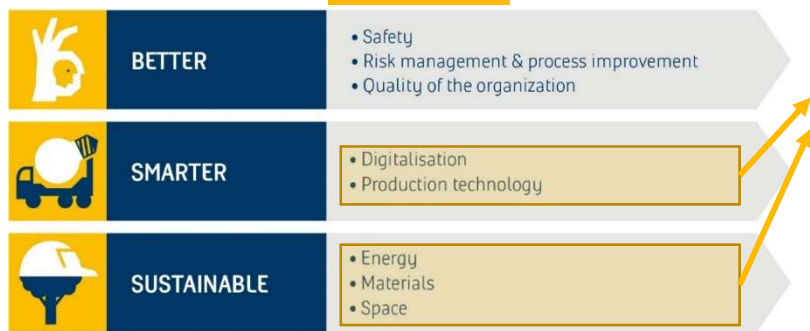 BETTER
• Safety
• Risk management & process improvement
• Quality of the organization
SMARTER
• Digitalisation
• Production technology
SUSTAINABLE
• Energy
• Materials
• Space